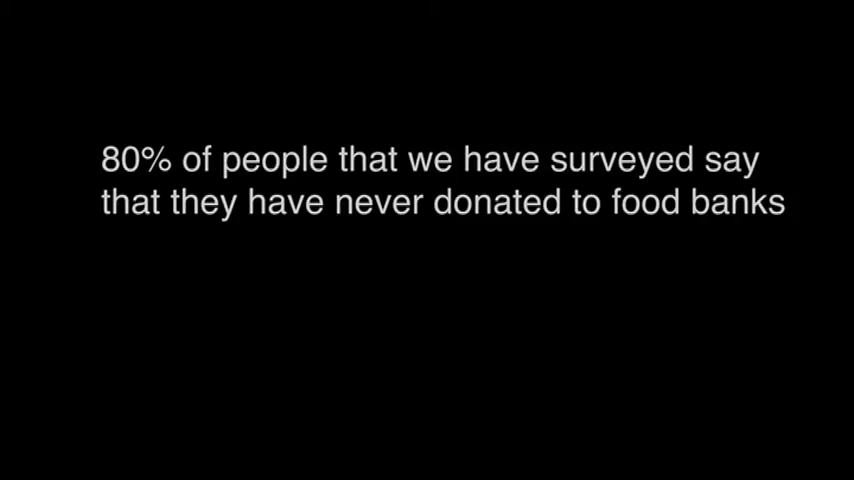 80% of people that we have surveyed say
that they have never donated to food banks